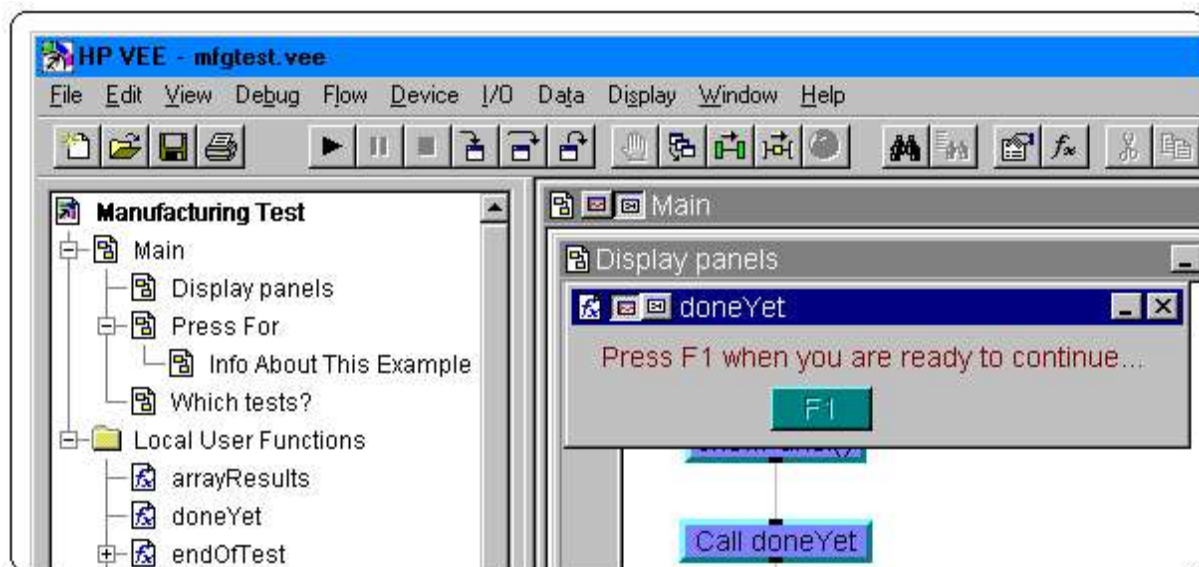 HP VEE - mfgtest.vee
File Edit View Debug Flow Device I/O Data Display Window Help
Manufacturing Test
Main
Display panels
Press For
Info About This Example
Which tests?
Local User Functions
arrayResults
doneYet
endOfTest
Main
Display panels
doneYet
Press F1 when you are ready to continue...
F1
Call doneYet